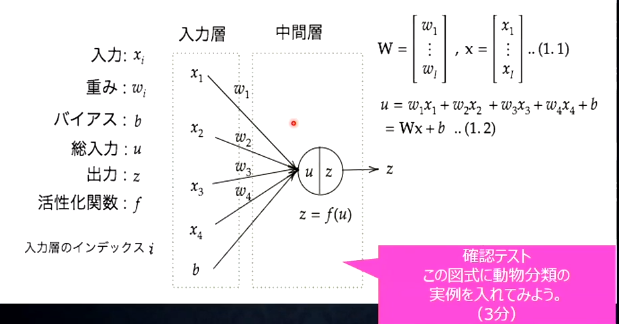 入力層
中間層
入力: xᵢ
重み : wᵢ
バイアス : b
総入力 : u
出力 : z
活性化関数 : f
入力層のインデックス i
x₁
x₂
x₃
x₄
b
w₁
w₂
w₃
w₄
u z
z
z = f(u)
W = [w₁ ⋮ w_l] , x = [x₁ ⋮ x_l] ..(1.1)
u = w₁x₁ + w₂x₂ + w₃x₃ + w₄x₄ + b
= Wx + b ..(1.2)
確認テスト
この図式に動物分類の
実例を入れてみよう。
（3分）